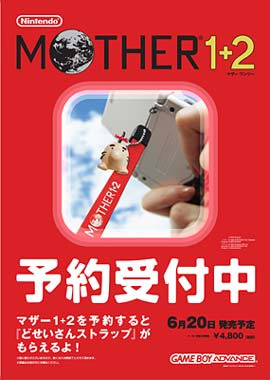 Nintendo
MOTHER 1+2
マザー ワンツー
MOTHER1+2
予約受付中
マザー1+2を予約すると
『どせいさんストラップ』が
もらえるよ!
6月20日 発売予定
¥4,800
GAME BOY ADVANCE